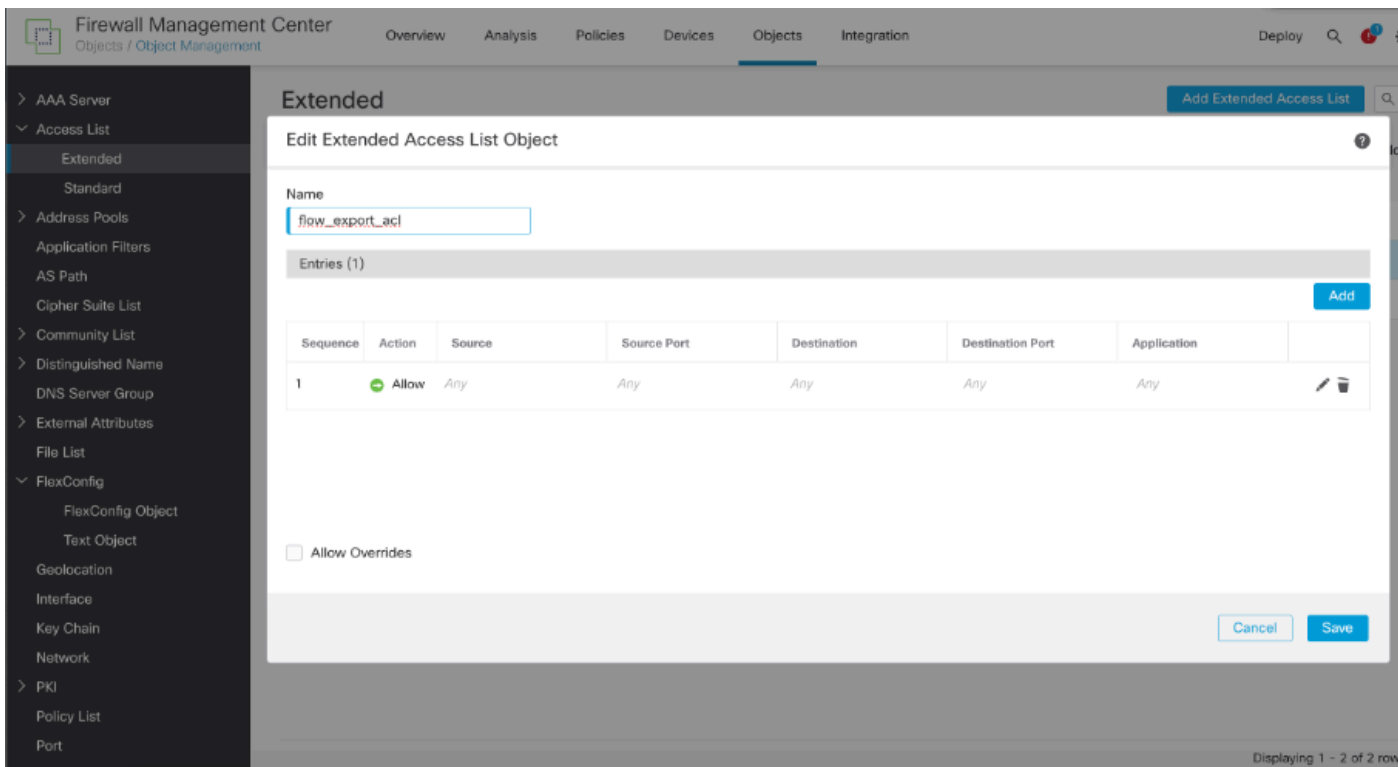 Firewall Management Center
Objects / Object Management
Overview Analysis Policies Devices Objects Integration Deploy
AAA Server
Access List
Extended
Standard
Address Pools
Application Filters
AS Path
Cipher Suite List
Community List
Distinguished Name
DNS Server Group
External Attributes
File List
FlexConfig
FlexConfig Object
Text Object
Geolocation
Interface
Key Chain
Network
PKI
Policy List
Port
Extended
Add Extended Access List
Edit Extended Access List Object
Name
flow_export_acl
Entries (1)
Add
Sequence Action Source Source Port Destination Destination Port Application
1 Allow Any Any Any Any Any
Allow Overrides
Cancel Save
Displaying 1 - 2 of 2 row